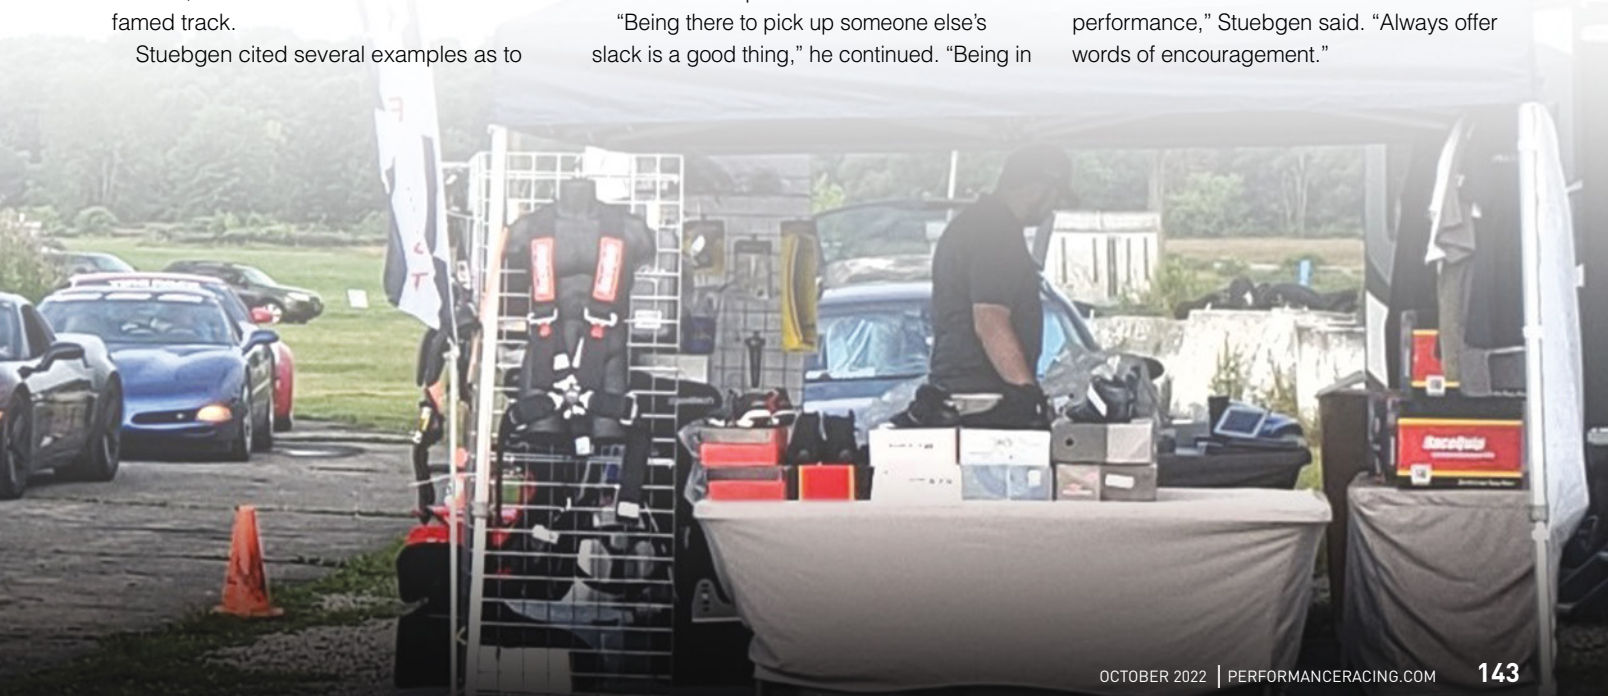 famed track.
Stuebgen cited several examples as to
“Being there to pick up someone else’s
slack is a good thing,” he continued. “Being in
performance,” Stuebgen said. “Always offer
words of encouragement.”
RaceQuip
OCTOBER 2022 | PERFORMANCERACING.COM 143